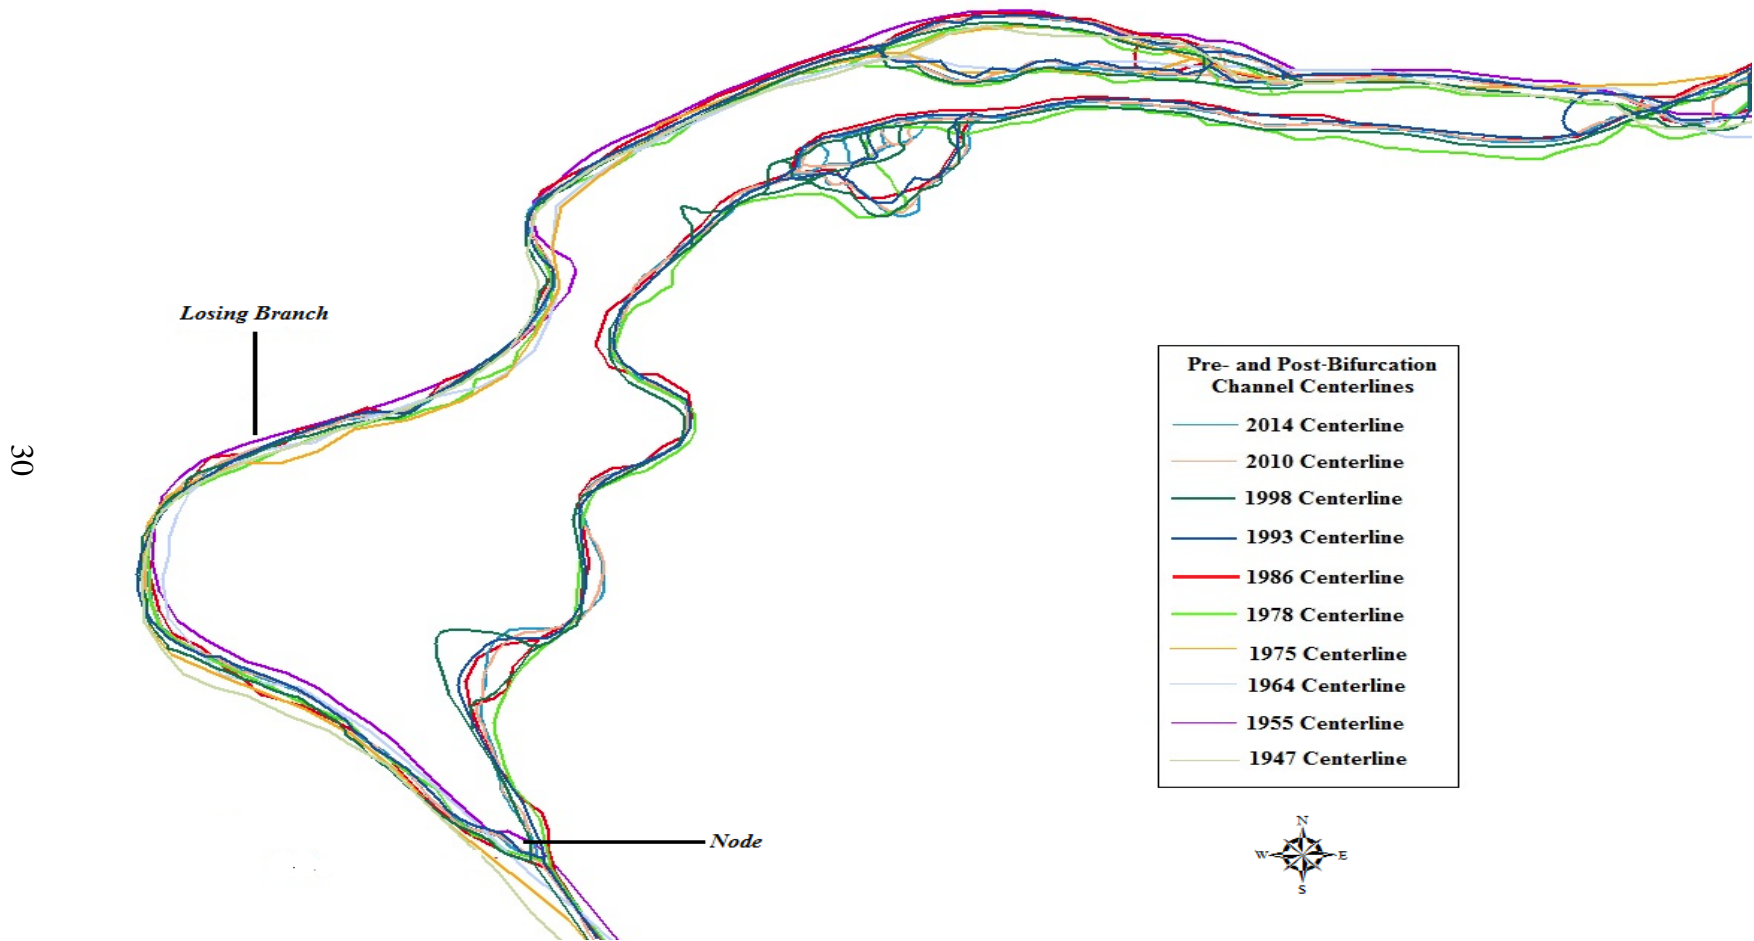 Losing Branch
30
Pre- and Post-Bifurcation
Channel Centerlines
2014 Centerline
2010 Centerline
1998 Centerline
1993 Centerline
1986 Centerline
1978 Centerline
1975 Centerline
1964 Centerline
1955 Centerline
1947 Centerline
Node
N
W E
S